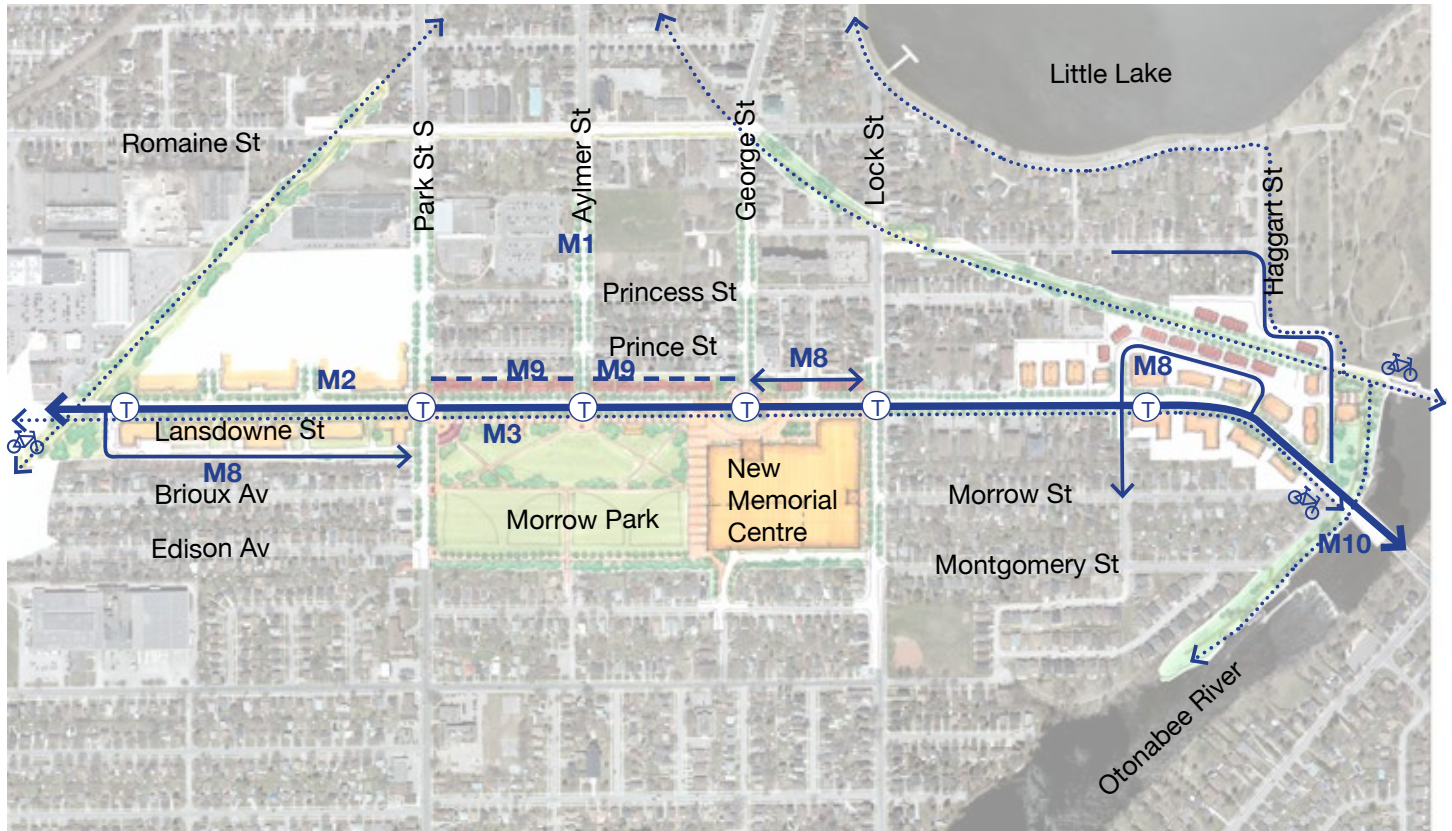 Little Lake
Romaine St
Park St S
Aylmer St
George St
Lock St
Haggart St
M1
Princess St
Prince St
M2
M9
M9
M8
M8
T
T
T
T
T
T
Lansdowne St
M3
M8
Brioux Av
Edison Av
Morrow Park
New
Memorial
Centre
Morrow St
Montgomery St
M10
Otonabee River